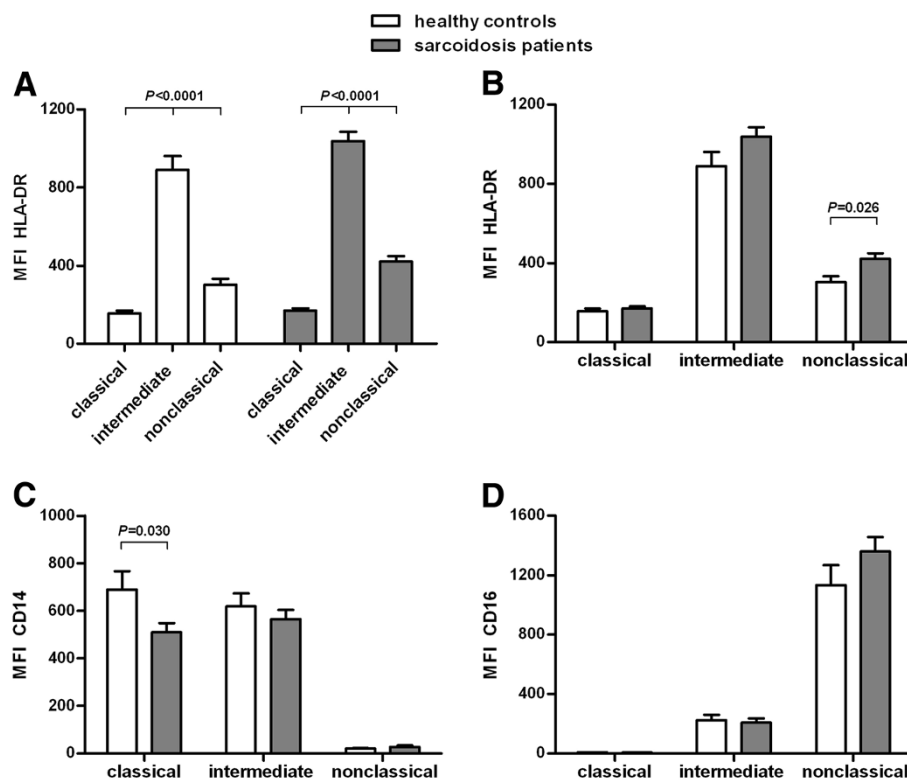 healthy controls
sarcoidosis patients
A
P<0.0001
P<0.0001
MFI HLA-DR
1200
800
400
0
classical
intermediate
nonclassical
classical
intermediate
nonclassical
B
P=0.026
MFI HLA-DR
1200
800
400
0
classical
intermediate
nonclassical
C
P=0.030
MFI CD14
1000
800
600
400
200
0
classical
intermediate
nonclassical
D
MFI CD16
1600
1200
800
400
0
classical
intermediate
nonclassical